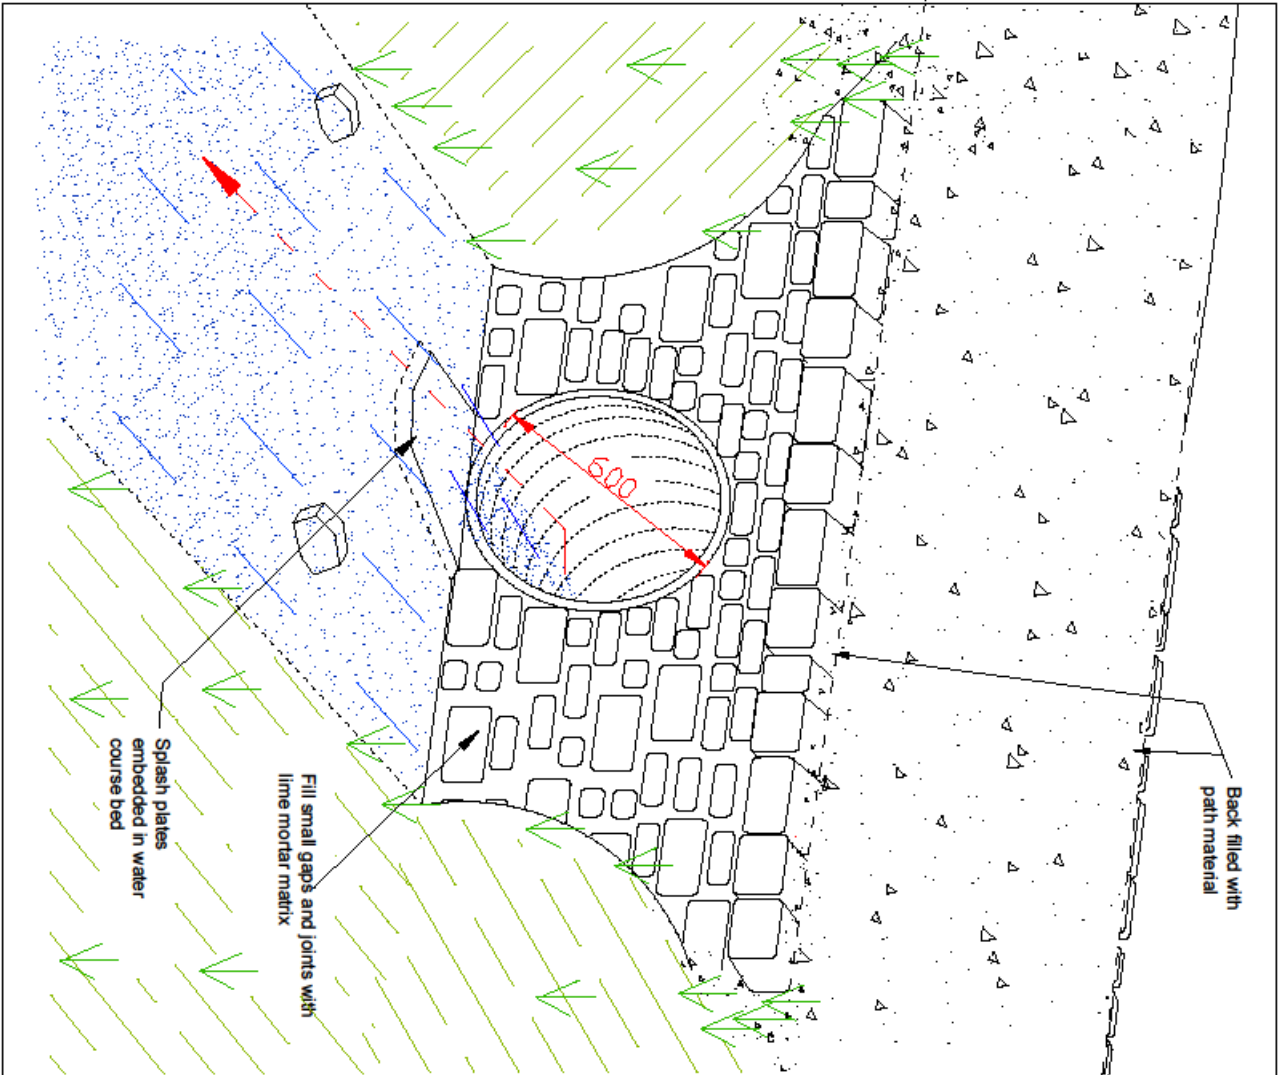 Back filled with
path material
600
Fill small gaps and joints with
lime mortar matrix
Splash plates
embedded in water
course bed